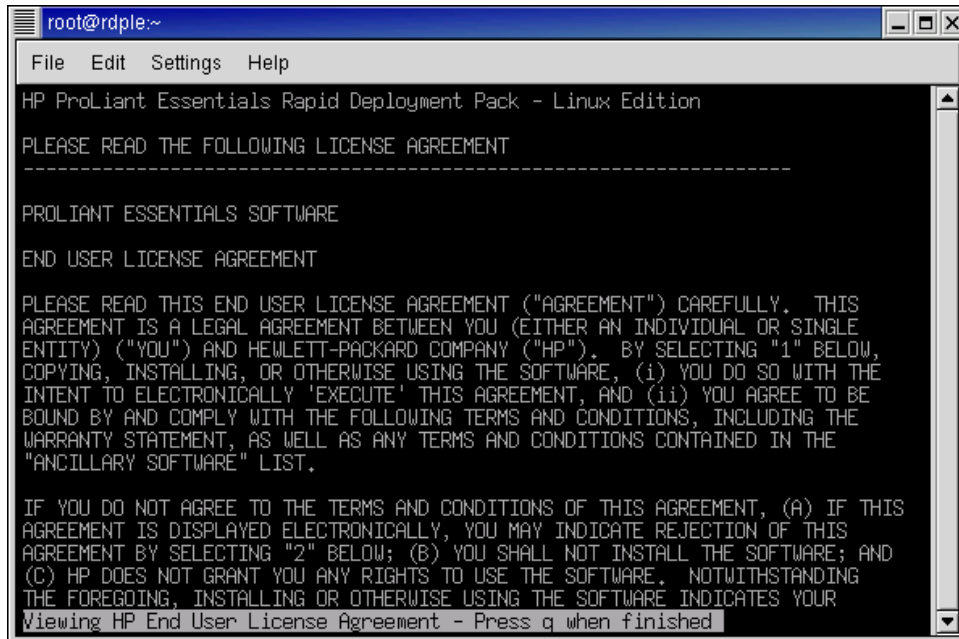 root@rdple:~
File Edit Settings Help
HP ProLiant Essentials Rapid Deployment Pack - Linux Edition
PLEASE READ THE FOLLOWING LICENSE AGREEMENT
------------------------------------------------------------------------
PROLIANT ESSENTIALS SOFTWARE
END USER LICENSE AGREEMENT
PLEASE READ THIS END USER LICENSE AGREEMENT ("AGREEMENT") CAREFULLY.  THIS
AGREEMENT IS A LEGAL AGREEMENT BETWEEN YOU (EITHER AN INDIVIDUAL OR SINGLE
ENTITY) ("YOU") AND HEWLETT-PACKARD COMPANY ("HP").  BY SELECTING "1" BELOW,
COPYING, INSTALLING, OR OTHERWISE USING THE SOFTWARE, (i) YOU DO SO WITH THE
INTENT TO ELECTRONICALLY 'EXECUTE' THIS AGREEMENT, AND (ii) YOU AGREE TO BE
BOUND BY AND COMPLY WITH THE FOLLOWING TERMS AND CONDITIONS, INCLUDING THE
WARRANTY STATEMENT, AS WELL AS ANY TERMS AND CONDITIONS CONTAINED IN THE
"ANCILLARY SOFTWARE" LIST.
IF YOU DO NOT AGREE TO THE TERMS AND CONDITIONS OF THIS AGREEMENT, (A) IF THIS
AGREEMENT IS DISPLAYED ELECTRONICALLY, YOU MAY INDICATE REJECTION OF THIS
AGREEMENT BY SELECTING "2" BELOW; (B) YOU SHALL NOT INSTALL THE SOFTWARE; AND
(C) HP DOES NOT GRANT YOU ANY RIGHTS TO USE THE SOFTWARE.  NOTWITHSTANDING
THE FOREGOING, INSTALLING OR OTHERWISE USING THE SOFTWARE INDICATES YOUR
Viewing HP End User License Agreement - Press q when finished